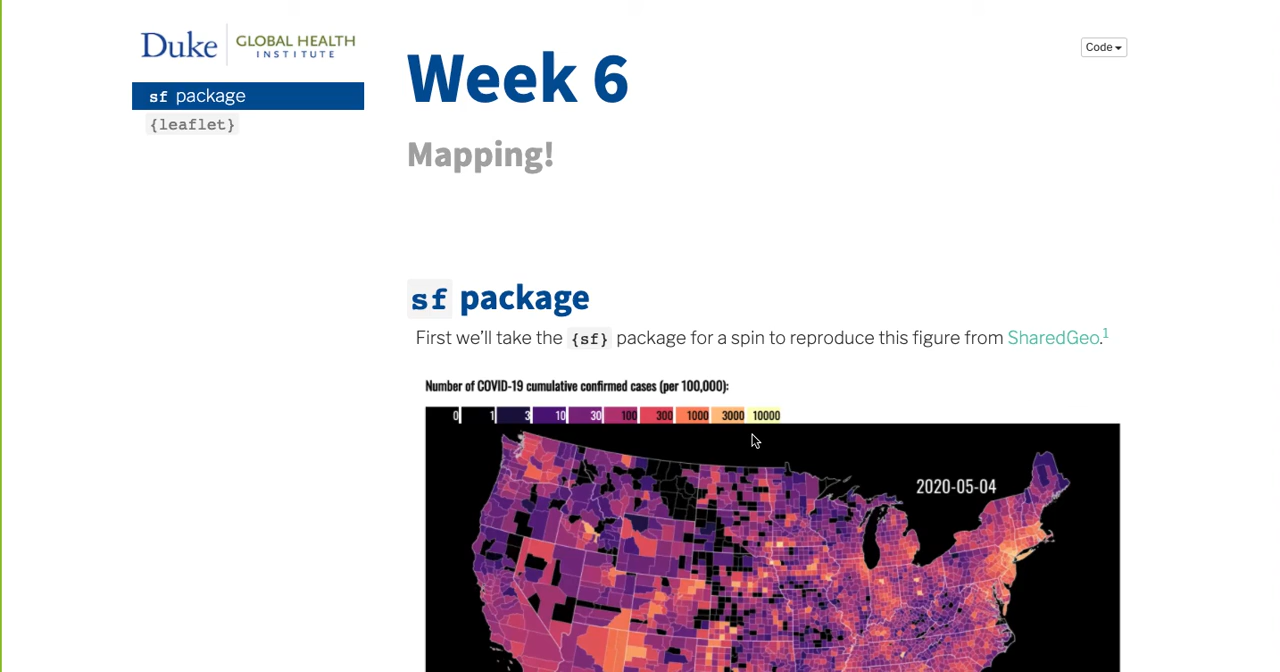 Duke GLOBAL HEALTH INSTITUTE
Code
Week 6
sf package
{leaflet}
Mapping!
sf package
First we'll take the {sf} package for a spin to reproduce this figure from SharedGeo.1
Number of COVID-19 cumulative confirmed cases (per 100,000):
0 1 3 10 30 100 300 1000 3000 10000
2020-05-04